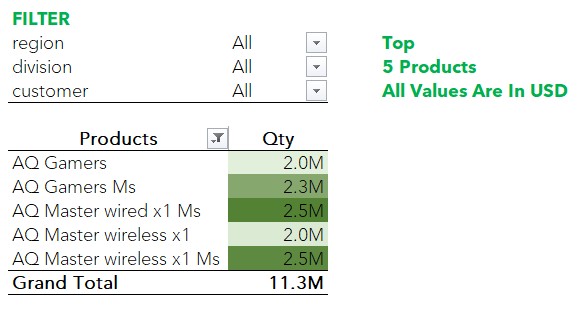 FILTER
region All
division All
customer All
Top
5 Products
All Values Are In USD
Products Qty
AQ Gamers 2.0M
AQ Gamers Ms 2.3M
AQ Master wired x1 Ms 2.5M
AQ Master wireless x1 2.0M
AQ Master wireless x1 Ms 2.5M
Grand Total 11.3M